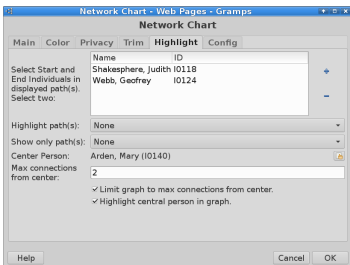 Network Chart - Web Pages - Gramps
Network Chart
Main Color Privacy Trim Highlight Config
Select Start and
End Individuals in
displayed path(s).
Select two:
Name ID
Shakesphere, Judith I0118
Webb, Geofrey I0124
Highlight path(s): None
Show only path(s): None
Center Person: Arden, Mary (I0140)
Max connections
from center:
2
Limit graph to max connections from center.
Highlight central person in graph.
Help Cancel OK